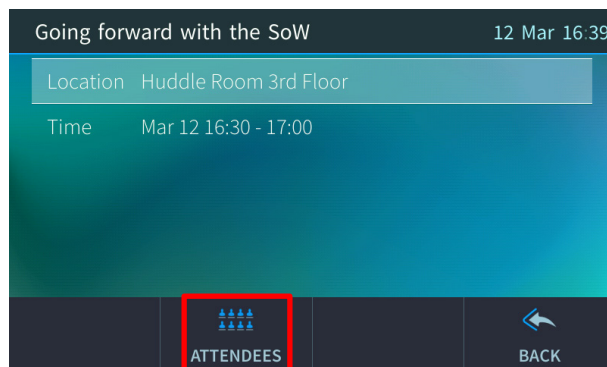 Going forward with the SoW 12 Mar 16:39
Location Huddle Room 3rd Floor
Time Mar 12 16:30 - 17:00
ATTENDEES BACK